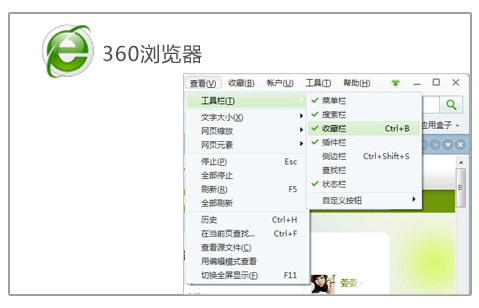 360浏览器
查看(V) 收藏(B) 帐户(U) 工具(T) 帮助(H)
工具栏(T)
文字大小(X)
网页缩放
网页元素
停止(P) Esc
全部停止
刷新(R) F5
全部刷新
历史 Ctrl+H
在当前页查找... Ctrl+F
查看源文件(C)
用编辑模式查看
切换全屏显示(F) F11
菜单栏
搜索栏
收藏栏 Ctrl+B
插件栏
侧边栏 Ctrl+Shift+S
查找栏
状态栏
自定义按钮
应用盒子